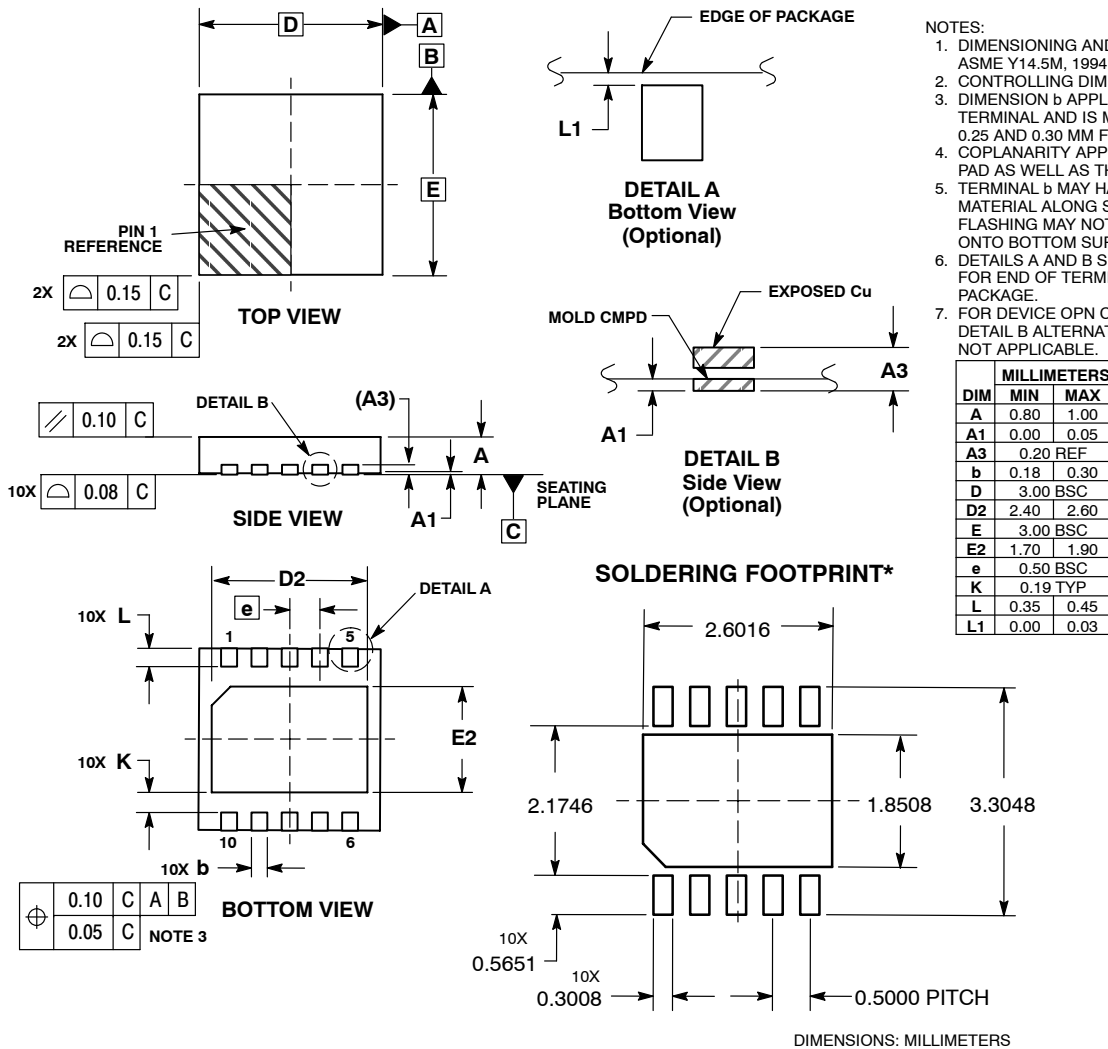 D
A
B
E
PIN 1
REFERENCE
2X 0.15 C
2X 0.15 C
TOP VIEW
EDGE OF PACKAGE
L1
DETAIL A
Bottom View
(Optional)
EXPOSED Cu
MOLD CMPD
A3
A1
DETAIL B
Side View
(Optional)
0.10 C
10X 0.08 C
DETAIL B
(A3)
A
A1
SEATING
PLANE
C
SIDE VIEW
D2
e
DETAIL A
10X L
1
5
E2
10X K
10
6
10X b
0.10 C A B
0.05 C NOTE 3
BOTTOM VIEW
SOLDERING FOOTPRINT*
2.6016
2.1746
1.8508
3.3048
10X
0.5651
10X
0.3008
0.5000 PITCH
DIMENSIONS: MILLIMETERS
NOTES:
1. DIMENSIONING AND
ASME Y14.5M, 1994
2. CONTROLLING DIM
3. DIMENSION b APPL
TERMINAL AND IS M
0.25 AND 0.30 MM F
4. COPLANARITY APP
PAD AS WELL AS TH
5. TERMINAL b MAY HA
MATERIAL ALONG S
FLASHING MAY NOT
ONTO BOTTOM SUR
6. DETAILS A AND B S
FOR END OF TERMI
PACKAGE.
7. FOR DEVICE OPN C
DETAIL B ALTERNAT
NOT APPLICABLE.
MILLIMETERS
DIM MIN MAX
A 0.80 1.00
A1 0.00 0.05
A3 0.20 REF
b 0.18 0.30
D 3.00 BSC
D2 2.40 2.60
E 3.00 BSC
E2 1.70 1.90
e 0.50 BSC
K 0.19 TYP
L 0.35 0.45
L1 0.00 0.03